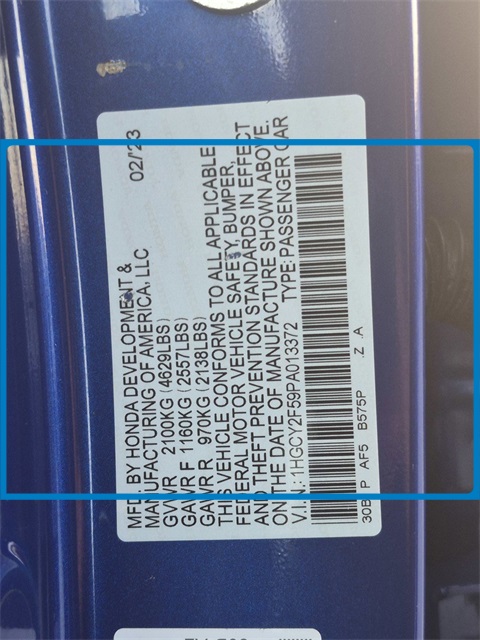 MFD. BY HONDA DEVELOPMENT &
MANUFACTURING OF AMERICA, LLC 02/'23
GVWR 2100KG (4629LBS)
GAWR F 1160KG (2557LBS)
GAWR R 970KG (2138LBS)
THIS VEHICLE CONFORMS TO ALL APPLICABLE
FEDERAL MOTOR VEHICLE SAFETY, BUMPER,
AND THEFT PREVENTION STANDARDS IN EFFECT
ON THE DATE OF MANUFACTURE SHOWN ABOVE.
V.I.N.: 1HGCY2F59PA013372 TYPE: PASSENGER CAR
AF5 B575P Z .A